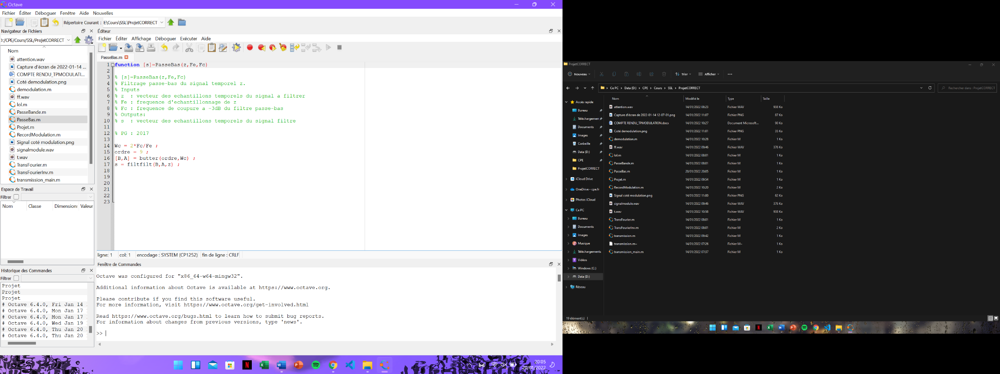 Octave
Fichier Éditer Déboguer Fenêtre Aide Nouvelles
Répertoire Courant : E\Cours\SSL\ProjetCORRECT
Navigateur de Fichiers
):/CPE/Cours/SSL/ProjetCORRECT
Nom
attention.wav
Capture d'écran de 2022-01-14 ...
COMPTE RENDU_TPMODULATI...
Coté demodulation.png
demodulation.m
ff.wav
lol.m
PasseBande.m
PasseBas.m
Projet.m
RecordModulation.m
Signal coté modulation.png
signalmodule.wav
t.wav
TransFourier.m
TransFourierInv.m
transmission_main.m
Espace de Travail
Filtrer
Nom Classe Dimension: Valeur
Historique des Commandes
Filtrer
Projet
Projet
Projet
# Octave 6.4.0, Fri Jan 14
# Octave 6.4.0, Mon Jan 17
# Octave 6.4.0, Mon Jan 17
# Octave 6.4.0, Wed Jan 19
# Octave 6.4.0, Thu Jan 20
# Octave 6.4.0, Thu Jan 20
Éditeur
Fichier Éditer Affichage Déboguer Exécuter Aide
PasseBas.m
1 function [s]=PasseBas(z,Fe,Fc)
2
3 % [s]=PasseBas(z,Fe,Fc)
4 % Filtrage passe-bas du signal temporel z.
5 % Inputs
6 % z : vecteur des echantillons temporels du signal a filtrer
7 % Fe : frequence d'echantillonnage de z
8 % Fc : frequence de coupure a -3dB du filtre passe-bas
9 % Outputs:
10 % s : vecteur des echantillons temporels du signal filtre
11
12 % PG : 2017
13
14 Wc = 2*Fc/Fe ;
15 ordre = 9 ;
16 [B,A] = butter(ordre,Wc) ;
17 s = filtfilt(B,A,z) ;
18
19
20
21
22
23
ligne: 1 col: 1 encodage : SYSTEM (CP1252) fin de ligne : CRLF
Fenêtre de Commandes
Octave was configured for "x86_64-w64-mingw32".
Additional information about Octave is available at https://www.octave.org.
Please contribute if you find this software useful.
For more information, visit https://www.octave.org/get-involved.html
Read https://www.octave.org/bugs.html to learn how to submit bug reports.
For information about changes from previous versions, type 'news'.
>>
20:05
20/01/2022
ProjetCORRECT
Nouveau Trier Afficher ...
Ce PC > Data (D:) > CPE > Cours > SSL > ProjetCORRECT
Rechercher dans : ProjetCORRECT
Accès rapide
Bureau
Téléchargemen
Documents
Images
Corbeille
Data (D:)
CPE
ProjetCORRECT
iCloud Drive
OneDrive - cpe.fr
Photos iCloud
Ce PC
Bureau
Documents
Images
Musique
Téléchargements
Vidéos
Windows (C:)
Data (D:)
Réseau
Nom Modifié le Type Taille
attention.wav 14/01/2022 08:23 Fichier WAV 938 Ko
Capture d'écran de 2022-01-14 12-07-01.png 14/01/2022 11:07 Fichier PNG 87 Ko
COMPTE RENDU_TPMODULATION.docx 14/01/2022 10:27 Document Microsoft... 90 Ko
Coté demodulation.png 14/01/2022 11:01 Fichier PNG 35 Ko
demodulation.m 14/01/2022 10:28 Fichier M 1 Ko
ff.wav 14/01/2022 09:46 Fichier WAV 376 Ko
lol.m 14/01/2022 08:01 Fichier M 1 Ko
PasseBande.m 14/01/2022 08:01 Fichier M 1 Ko
PasseBas.m 20/01/2022 20:05 Fichier M 1 Ko
Projet.m 14/01/2022 09:54 Fichier M 1 Ko
RecordModulation.m 14/01/2022 10:20 Fichier M 2 Ko
Signal coté modulation.png 14/01/2022 11:00 Fichier PNG 62 Ko
signalmodule.wav 14/01/2022 09:46 Fichier WAV 376 Ko
t.wav 14/01/2022 10:58 Fichier WAV 938 Ko
TransFourier.m 14/01/2022 08:01 Fichier M 1 Ko
TransFourierInv.m 14/01/2022 08:01 Fichier M 2 Ko
transmission.m 14/01/2022 09:42 Fichier M 1 Ko
transmission.m~ 14/01/2022 07:26 Fichier M~ 1 Ko
transmission_main.m 14/01/2022 07:37 Fichier M 1 Ko
19 élément(s)